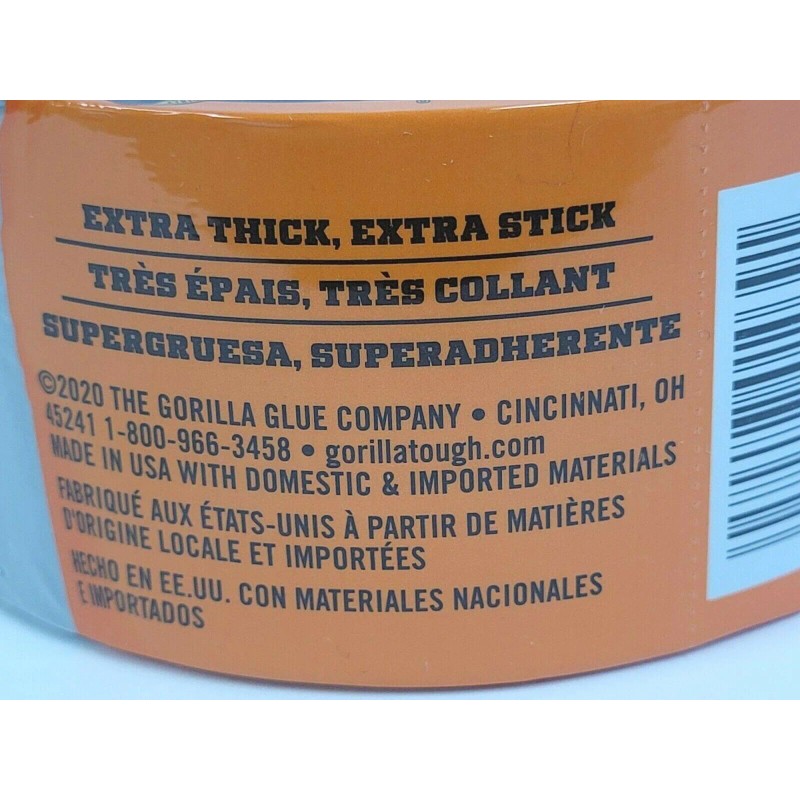 EXTRA THICK, EXTRA STICK
TRÈS ÉPAIS, TRÈS COLLANT
SUPERGRUESA, SUPERADHERENTE
©2020 THE GORILLA GLUE COMPANY • CINCINNATI, OH
45241 1-800-966-3458 • gorillatough.com
MADE IN USA WITH DOMESTIC & IMPORTED MATERIALS
FABRIQUÉ AUX ÉTATS-UNIS À PARTIR DE MATIÈRES
D'ORIGINE LOCALE ET IMPORTÉES
HECHO EN EE.UU. CON MATERIALES NACIONALES
E IMPORTADOS